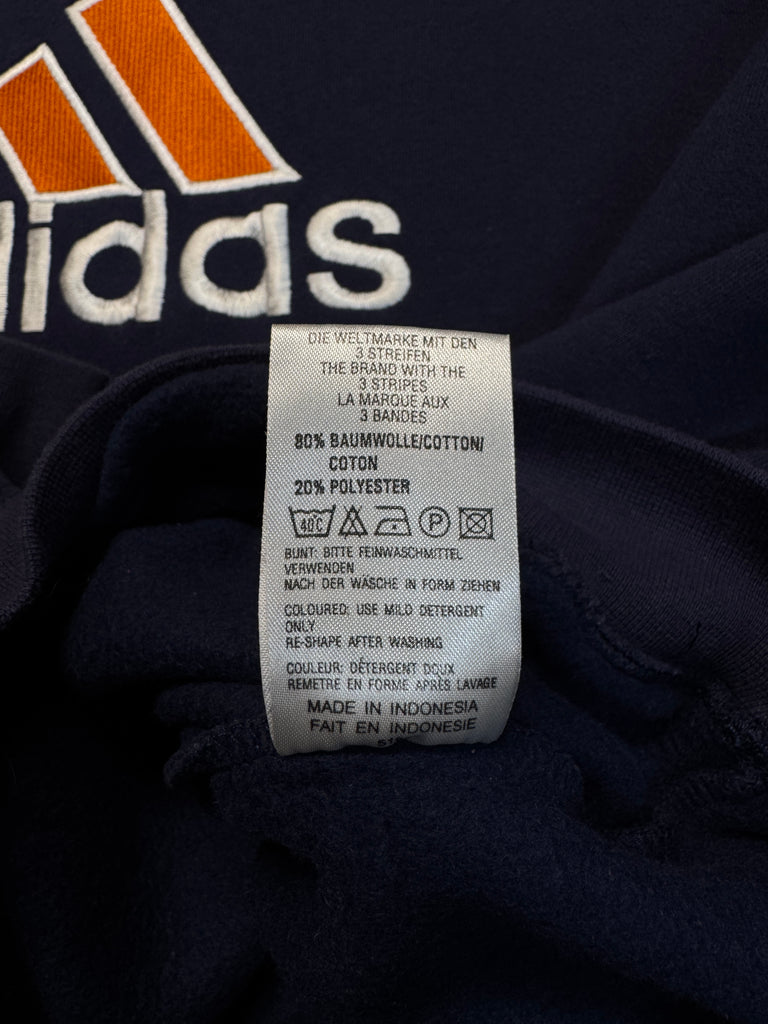 adidas
DIE WELTMARKE MIT DEN
3 STREIFEN
THE BRAND WITH THE
3 STRIPES
LA MARQUE AUX
3 BANDES
80% BAUMWOLLE/COTTON/
COTON
20% POLYESTER
40°C P
BUNT: BITTE FEINWASCHMITTEL
VERWENDEN
NACH DER WÄSCHE IN FORM ZIEHEN
COLOURED: USE MILD DETERGENT
ONLY
RE-SHAPE AFTER WASHING
COULEUR: DÉTERGENT DOUX
REMETRE EN FORME APRÈS LAVAGE
MADE IN INDONESIA
FAIT EN INDONESIE